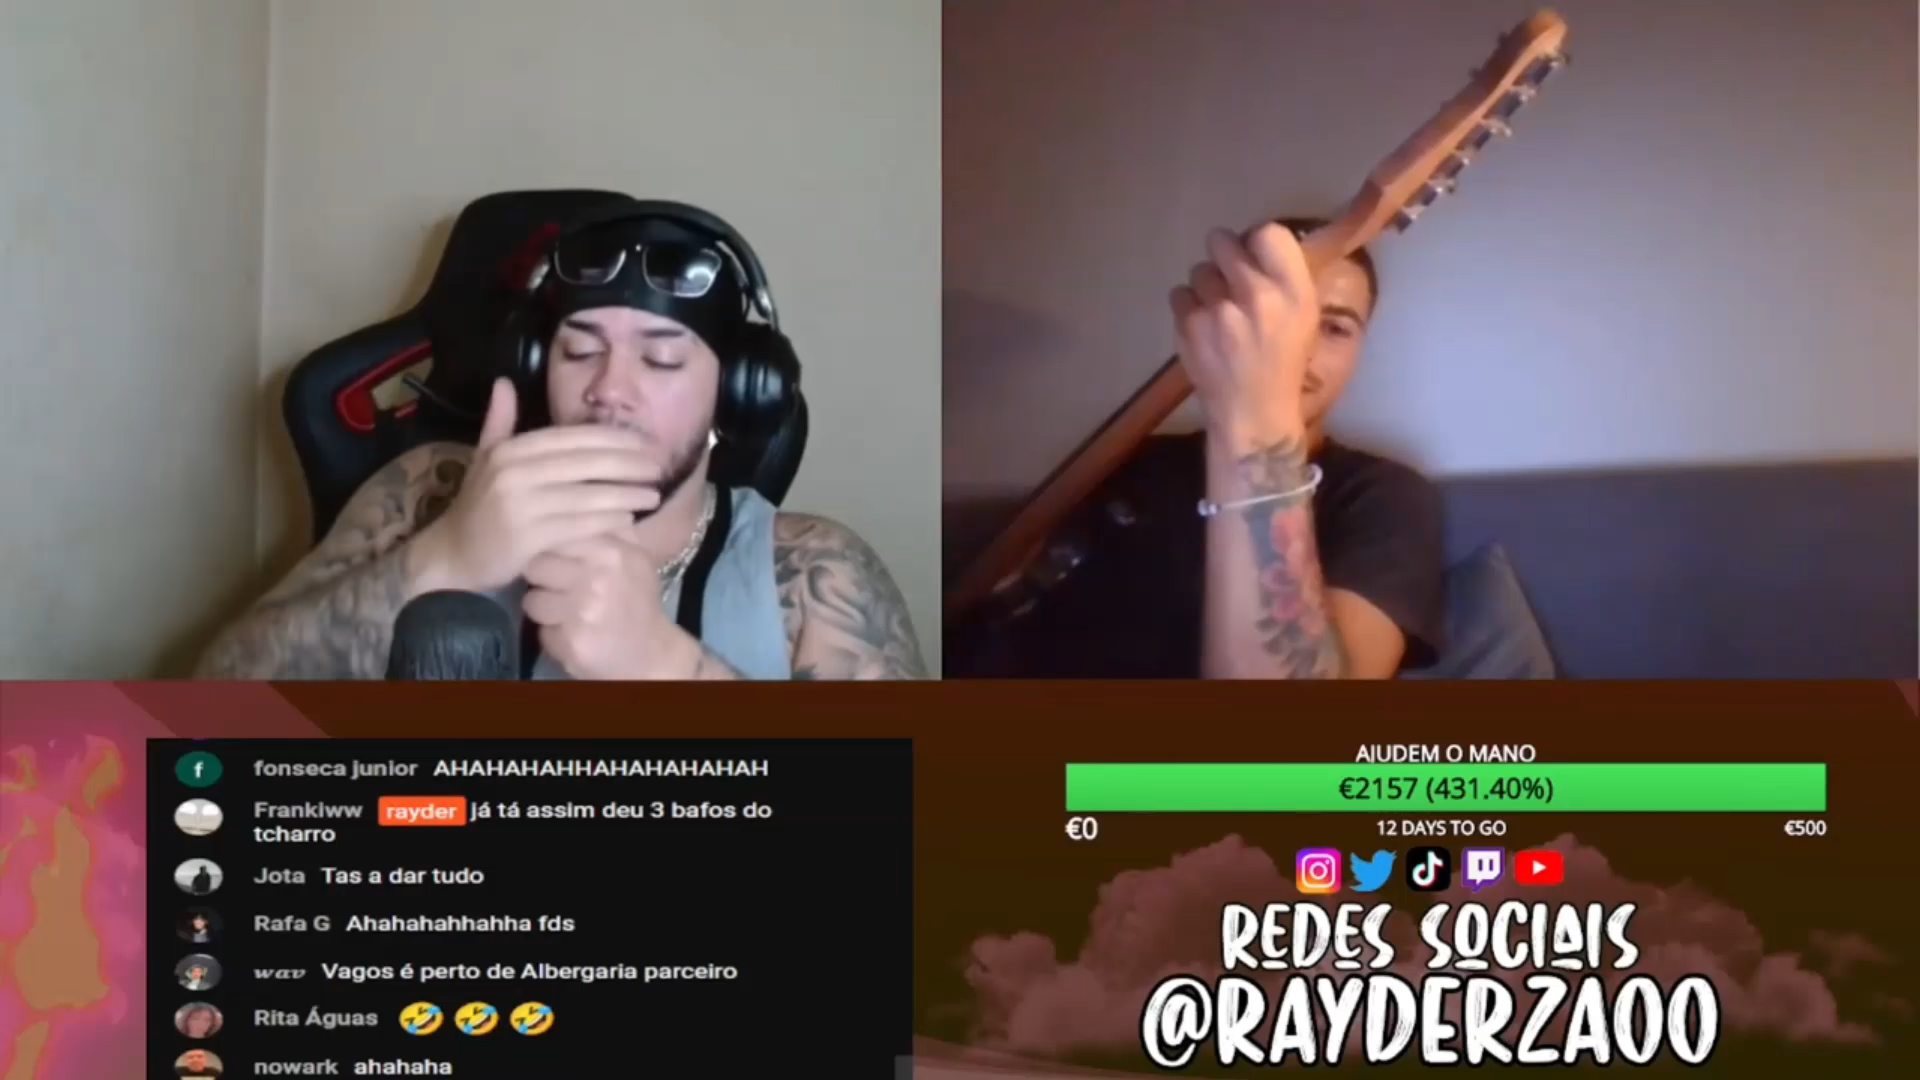 f fonseca junior AHAHAHAHHAHAHAHAHAH
Frankiww rayder já tá assim deu 3 bafos do
tcharro
Jota Tas a dar tudo
Rafa G Ahahahahhahha fds
wav Vagos é perto de Albergaria parceiro
Rita Águas 🤣 🤣 🤣
nowark ahahaha
AJUDEM O MANO
€2157 (431.40%)
€0 12 DAYS TO GO €500
REDES SOCIAIS
@RAYDERZA00